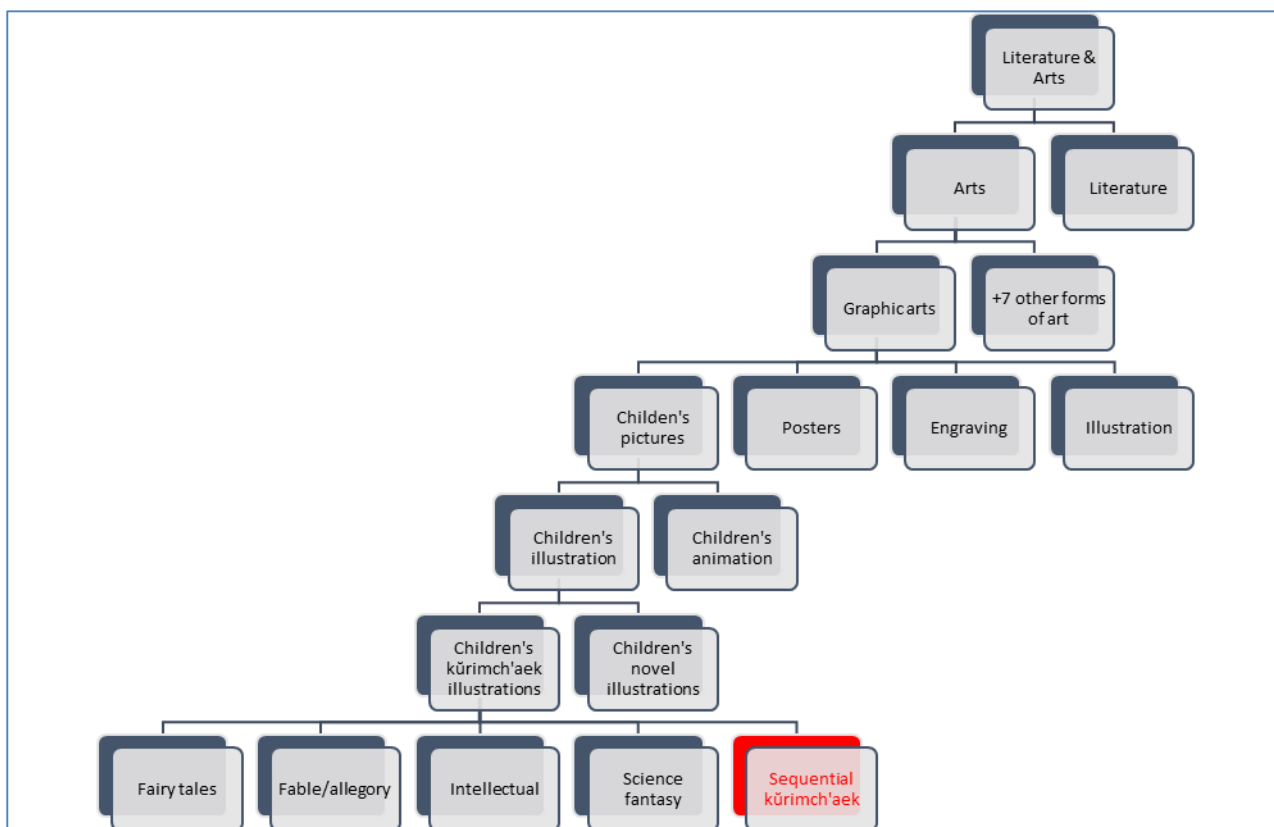 Literature &
Arts
Arts
Literature
Graphic arts
+7 other forms
of art
Childen's
pictures
Posters
Engraving
Illustration
Children's
illustration
Children's
animation
Children's
kŭrimch'aek
illustrations
Children's
novel
illustrations
Fairy tales
Fable/allegory
Intellectual
Science
fantasy
Sequential
kŭrimch'aek